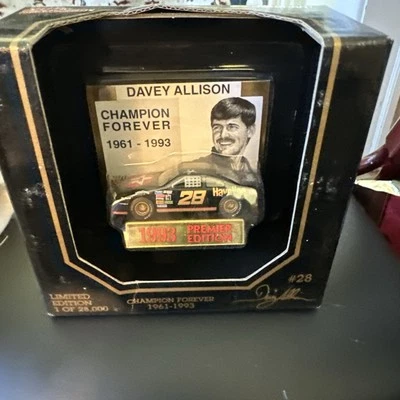 DAVEY ALLISON
CHAMPION
FOREVER
1961 - 1993
28
1993 PREMIER
EDITION
#28
LIMITED
EDITION
1 OF 28,000
CHAMPION FOREVER
1961-1993